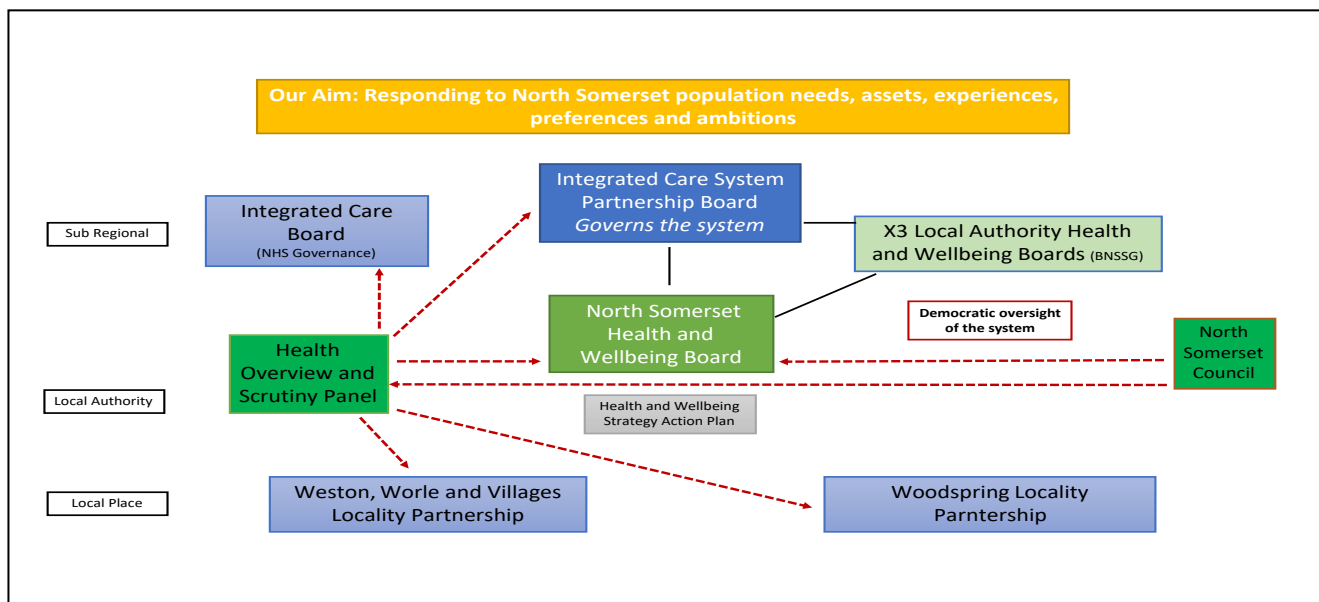 Our Aim: Responding to North Somerset population needs, assets, experiences,
preferences and ambitions
Integrated Care System
Partnership Board
Governs the system
Integrated Care
Board
(NHS Governance)
Sub Regional
X3 Local Authority Health
and Wellbeing Boards (BNSSG)
North Somerset
Health and
Wellbeing Board
Democratic oversight
of the system
North
Somerset
Council
Health
Overview and
Scrutiny Panel
Local Authority
Health and Wellbeing
Strategy Action Plan
Local Place
Weston, Worle and Villages
Locality Partnership
Woodspring Locality
Parntership